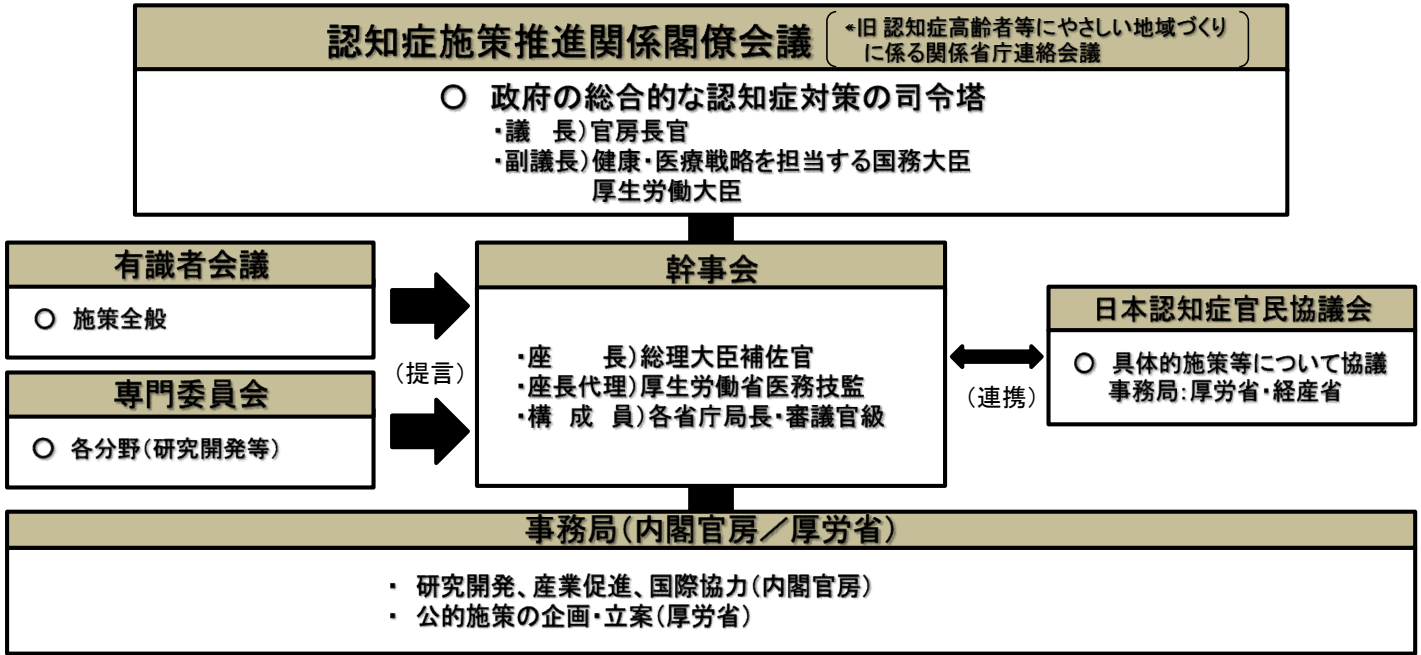 認知症施策推進関係閣僚会議
*旧 認知症高齢者等にやさしい地域づくり
に係る関係省庁連絡会議
○ 政府の総合的な認知症対策の司令塔
・議 長)官房長官
・副議長)健康・医療戦略を担当する国務大臣
厚生労働大臣
有識者会議
○ 施策全般
専門委員会
○ 各分野(研究開発等)
(提言)
幹事会
・座 長)総理大臣補佐官
・座長代理)厚生労働省医務技監
・構 成 員)各省庁局長・審議官級
(連携)
日本認知症官民協議会
○ 具体的施策等について協議
事務局:厚労省・経産省
事務局(内閣官房/厚労省)
・ 研究開発、産業促進、国際協力(内閣官房)
・ 公的施策の企画・立案(厚労省)